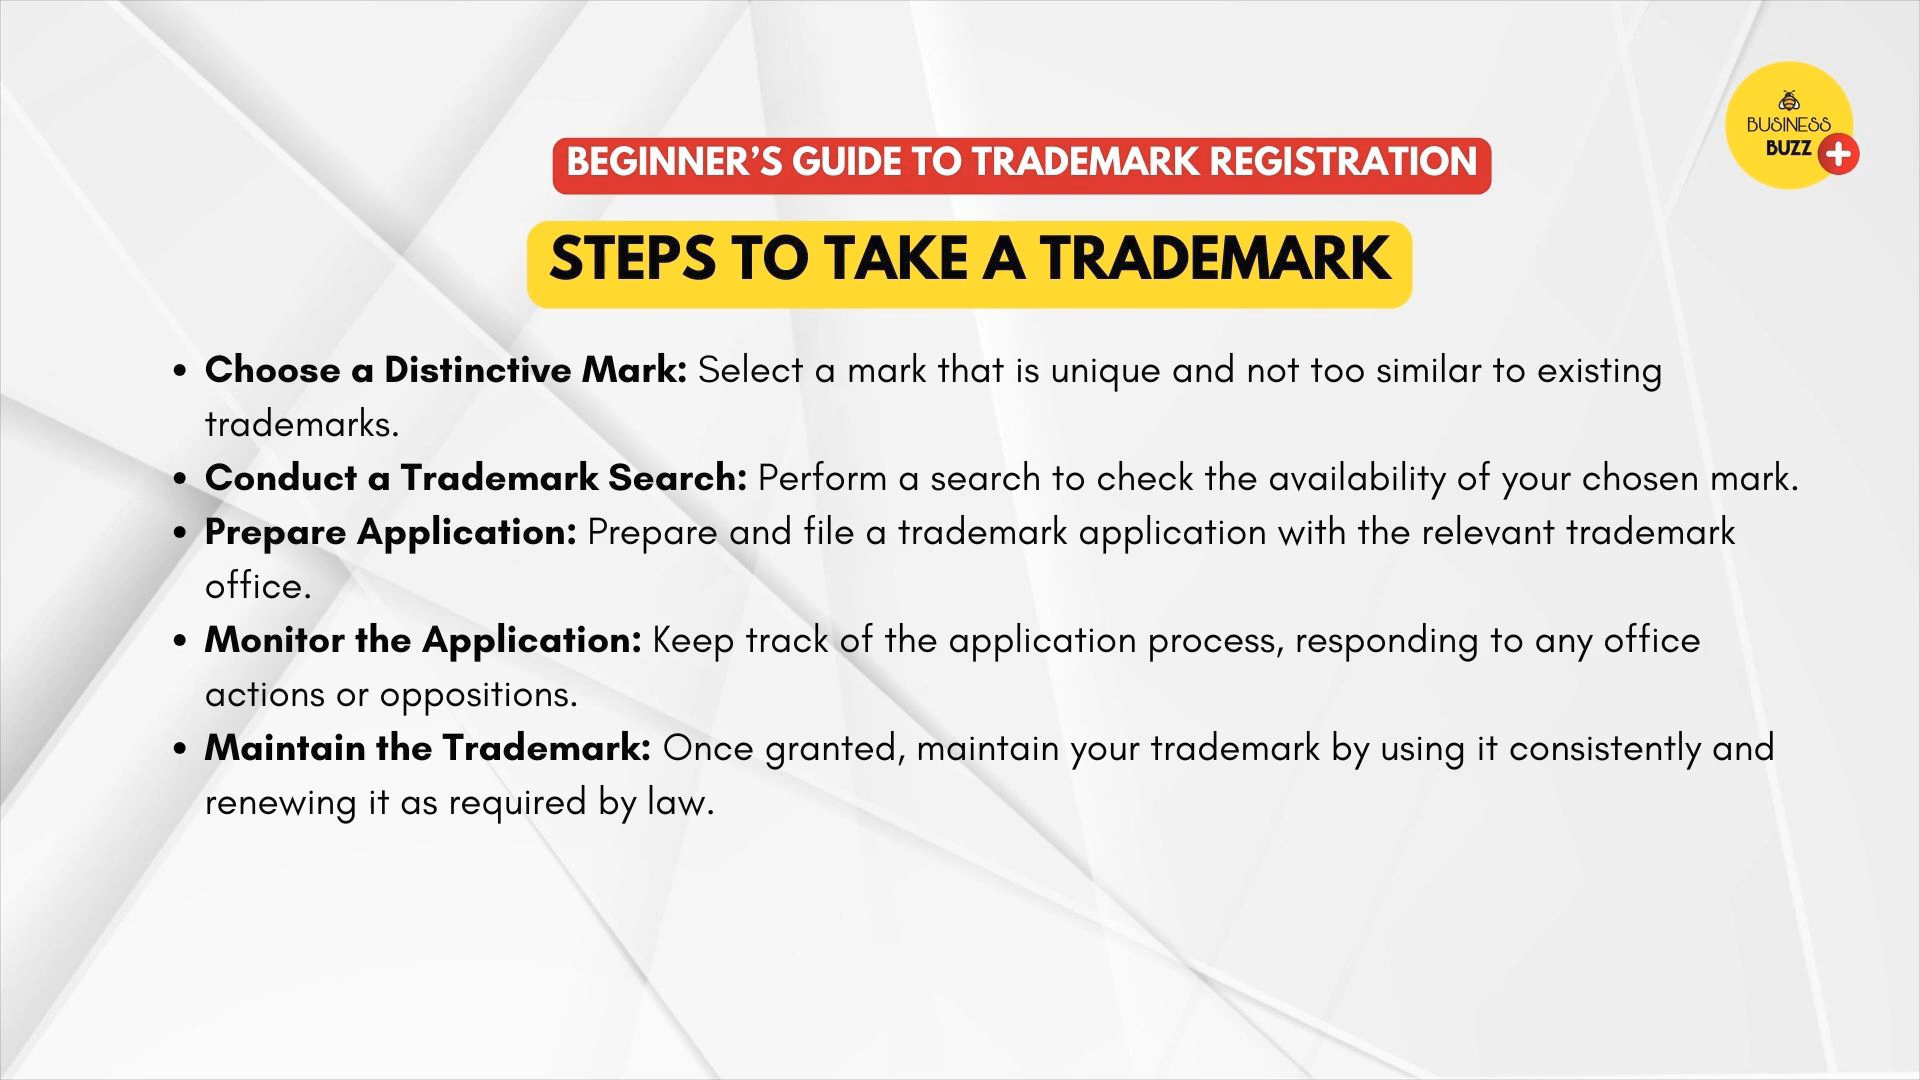 BUSINESS
BUZZ
BEGINNER'S GUIDE TO TRADEMARK REGISTRATION
STEPS TO TAKE A TRADEMARK
• Choose a Distinctive Mark: Select a mark that is unique and not too similar to existing
trademarks.
• Conduct a Trademark Search: Perform a search to check the availability of your chosen mark.
• Prepare Application: Prepare and file a trademark application with the relevant trademark
office.
• Monitor the Application: Keep track of the application process, responding to any office
actions or oppositions.
• Maintain the Trademark: Once granted, maintain your trademark by using it consistently and
renewing it as required by law.